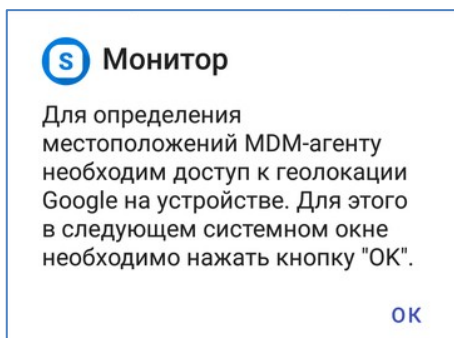 S Монитор
Для определения
местоположений MDM-агенту
необходим доступ к геолокации
Google на устройстве. Для этого
в следующем системном окне
необходимо нажать кнопку "OK".
ОК